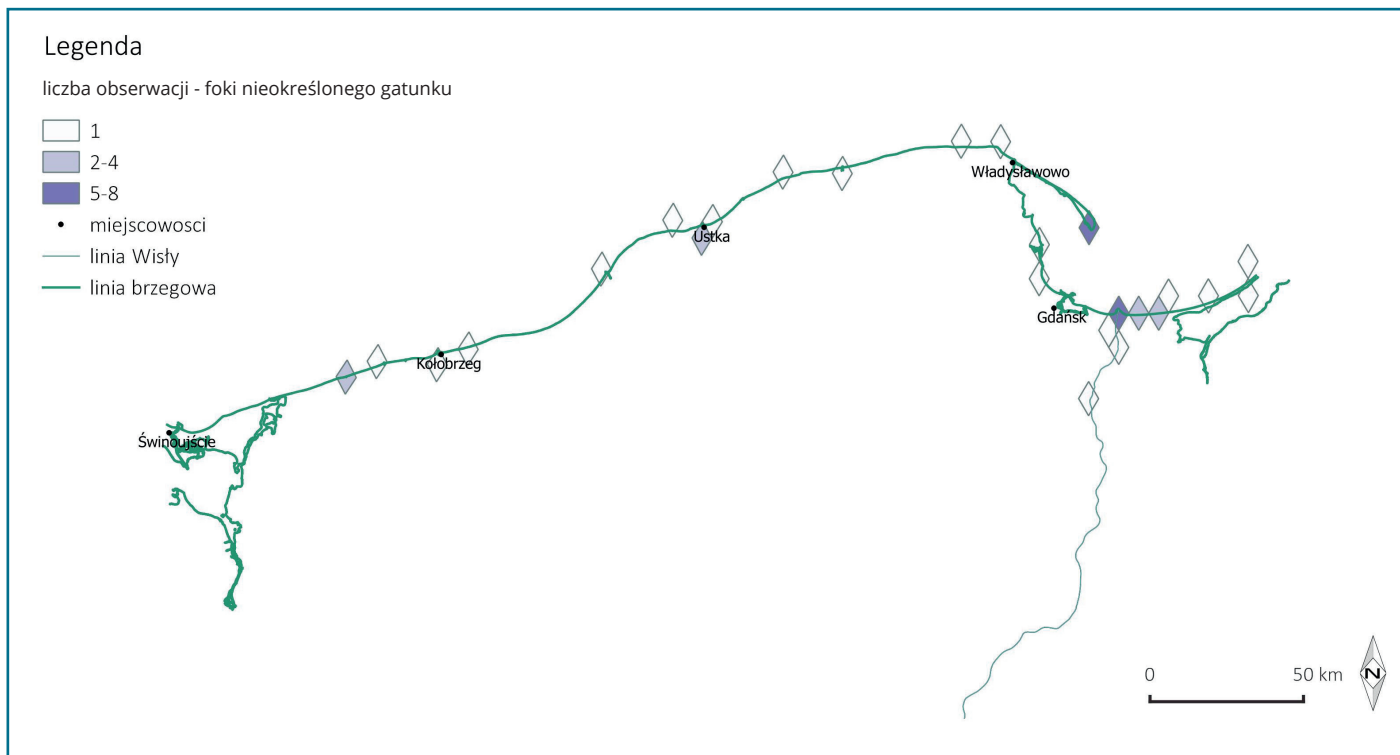 Legenda
liczba obserwacji - foki nieokreślonego gatunku
1
2-4
5-8
miejscowosci
linia Wisły
linia brzegowa
Władysławowo
Ustka
Gdańsk
Kołobrzeg
Świnoujście
0 50 km
N